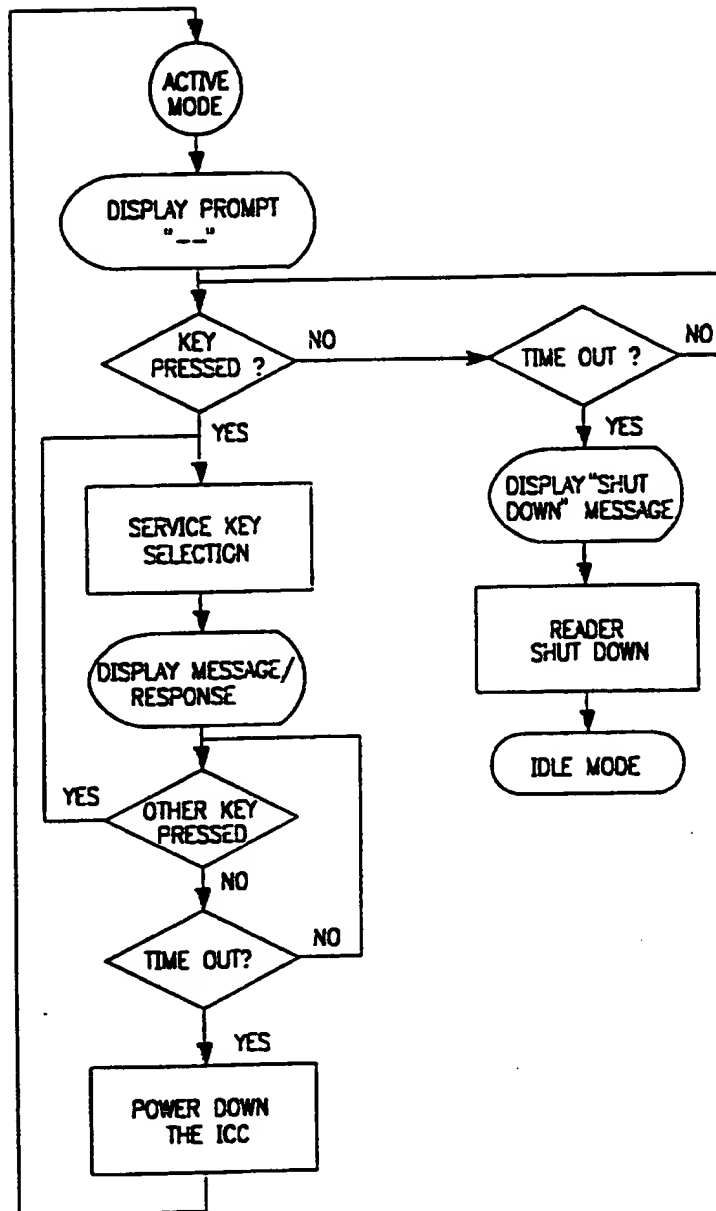 ACTIVE
MODE
DISPLAY PROMPT
"_ _"
KEY
PRESSED ?
NO
TIME OUT ?
NO
YES
YES
DISPLAY "SHUT
DOWN" MESSAGE
SERVICE KEY
SELECTION
READER
SHUT DOWN
DISPLAY MESSAGE/
RESPONSE
IDLE MODE
YES
OTHER KEY
PRESSED
NO
TIME OUT?
NO
YES
POWER DOWN
THE ICC